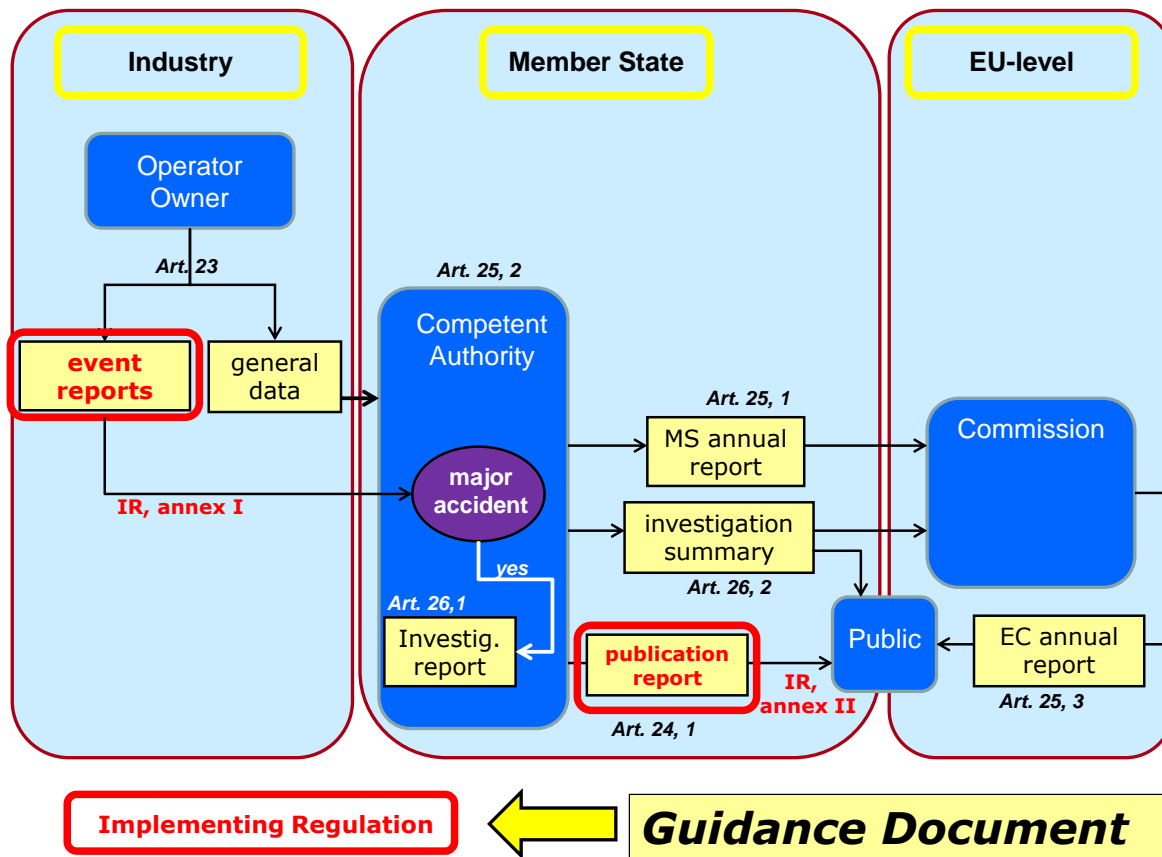 Industry
Member State
EU-level
Operator
Owner
Art. 23
event
reports
general
data
IR, annex I
Art. 25, 2
Competent
Authority
major
accident
yes
Art. 26,1
Investig.
report
Art. 25, 1
MS annual
report
investigation
summary
Art. 26, 2
publication
report
IR,
annex II
Art. 24, 1
Commission
Public
EC annual
report
Art. 25, 3
Implementing Regulation
Guidance Document